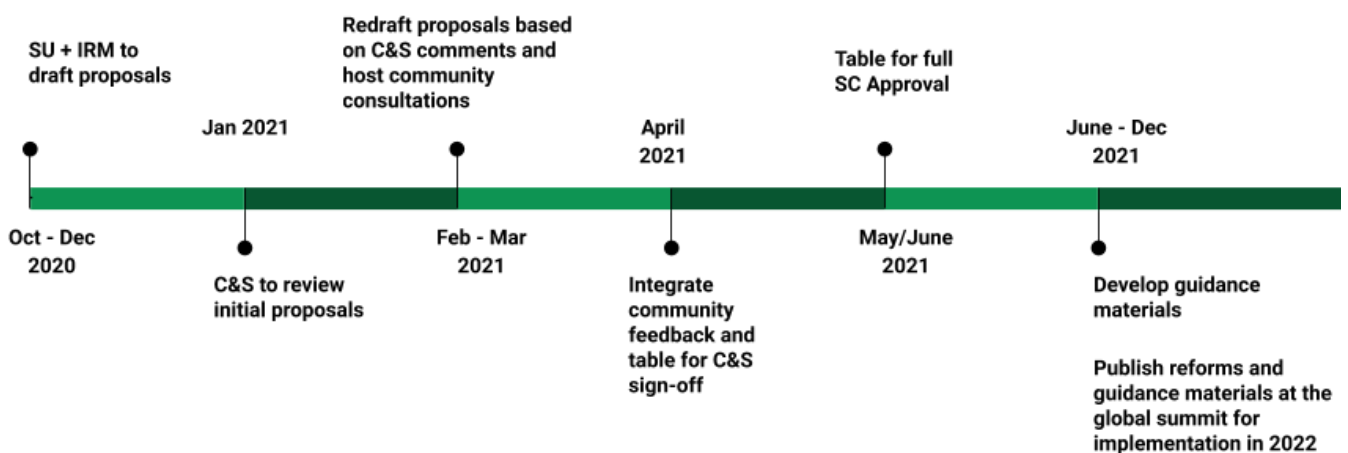 SU + IRM to
draft proposals
Oct - Dec
2020
Jan 2021
C&S to review
initial proposals
Redraft proposals based
on C&S comments and
host community
consultations
Feb - Mar
2021
April
2021
Integrate
community
feedback and
table for C&S
sign-off
Table for full
SC Approval
May/June
2021
June - Dec
2021
Develop guidance
materials
Publish reforms and
guidance materials at the
global summit for
implementation in 2022